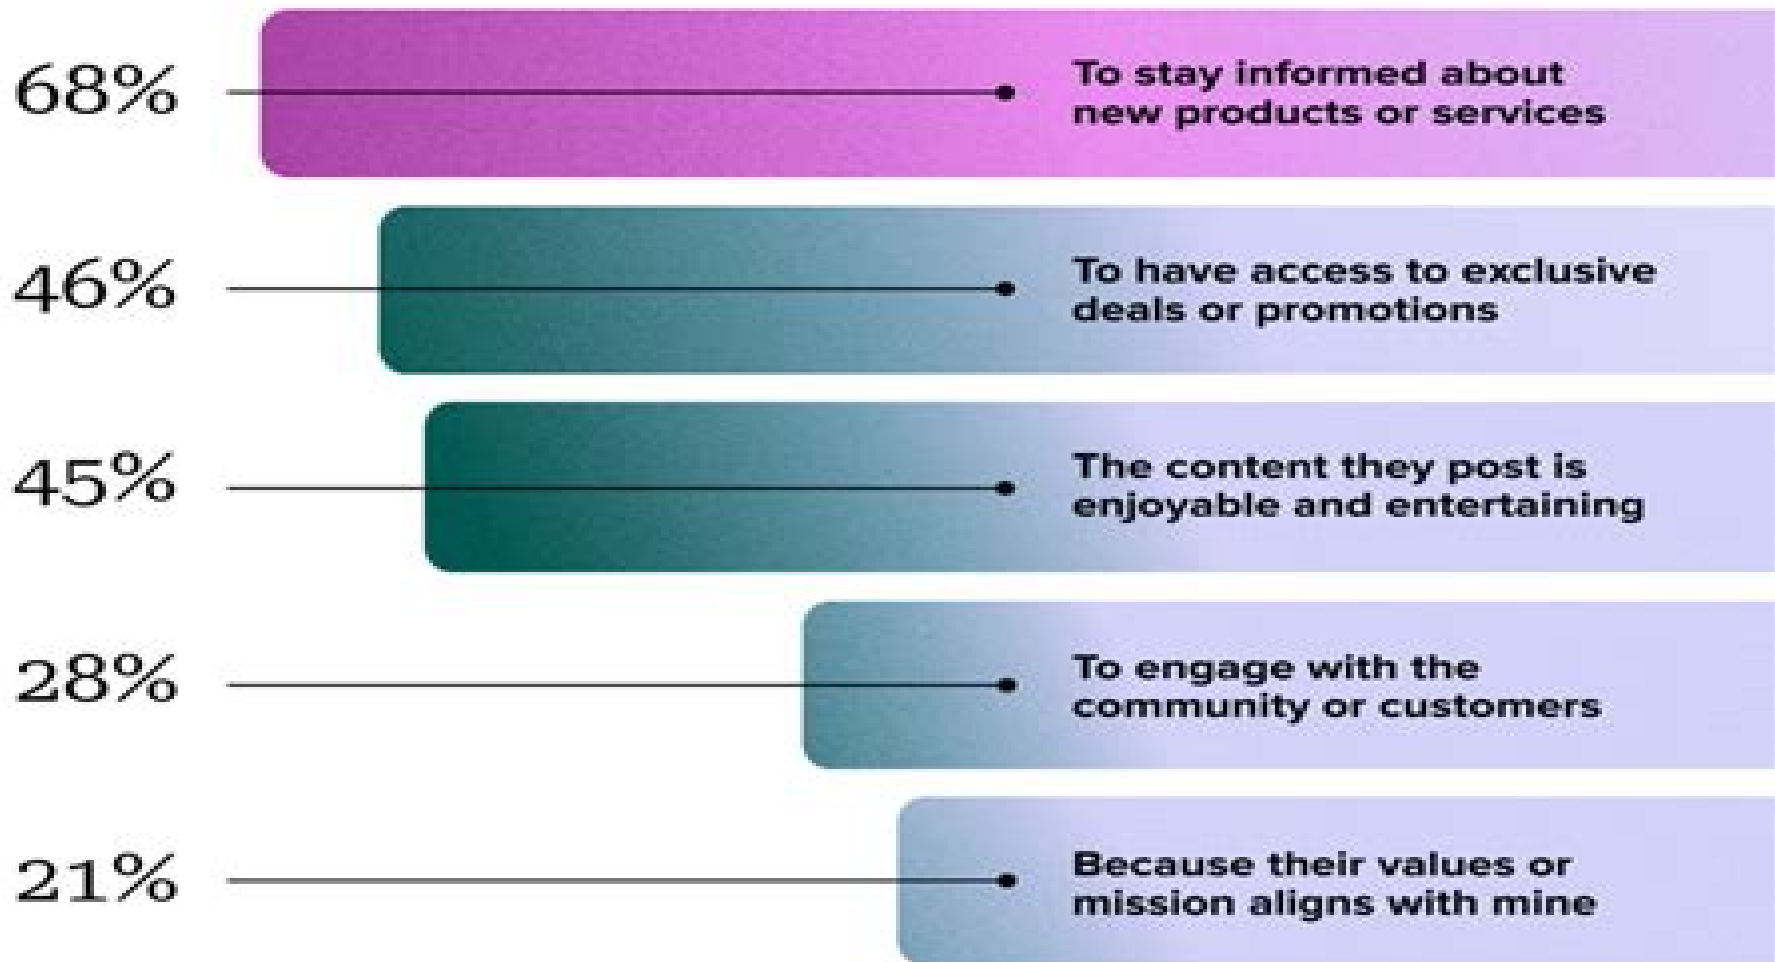 68%
To stay informed about
new products or services
46%
To have access to exclusive
deals or promotions
45%
The content they post is
enjoyable and entertaining
28%
To engage with the
community or customers
21%
Because their values or
mission aligns with mine